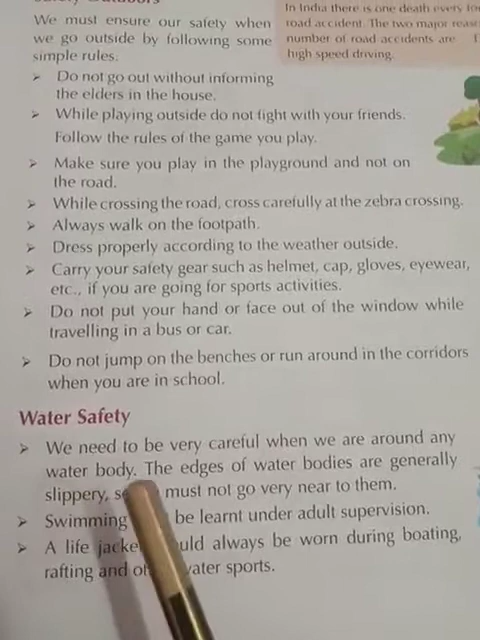 In India there is one death every
road accident. The two major
number of road accidents are
high speed driving.
We must ensure our safety when
we go outside by following some
simple rules:
➢ Do not go out without informing
the elders in the house.
➢ While playing outside do not fight with your friends.
Follow the rules of the game you play.
➢ Make sure you play in the playground and not on
the road.
➢ While crossing the road, cross carefully at the zebra crossing.
➢ Always walk on the footpath.
➢ Dress properly according to the weather outside.
➢ Carry your safety gear such as helmet, cap, gloves, eyewear,
etc., if you are going for sports activities.
➢ Do not put your hand or face out of the window while
travelling in a bus or car.
➢ Do not jump on the benches or run around in the corridors
when you are in school.
Water Safety
➢ We need to be very careful when we are around any
water body. The edges of water bodies are generally
slippery, must not go very near to them.
➢ Swimming be learnt under adult supervision.
➢ A life always be worn during boating,
rafting and water sports.